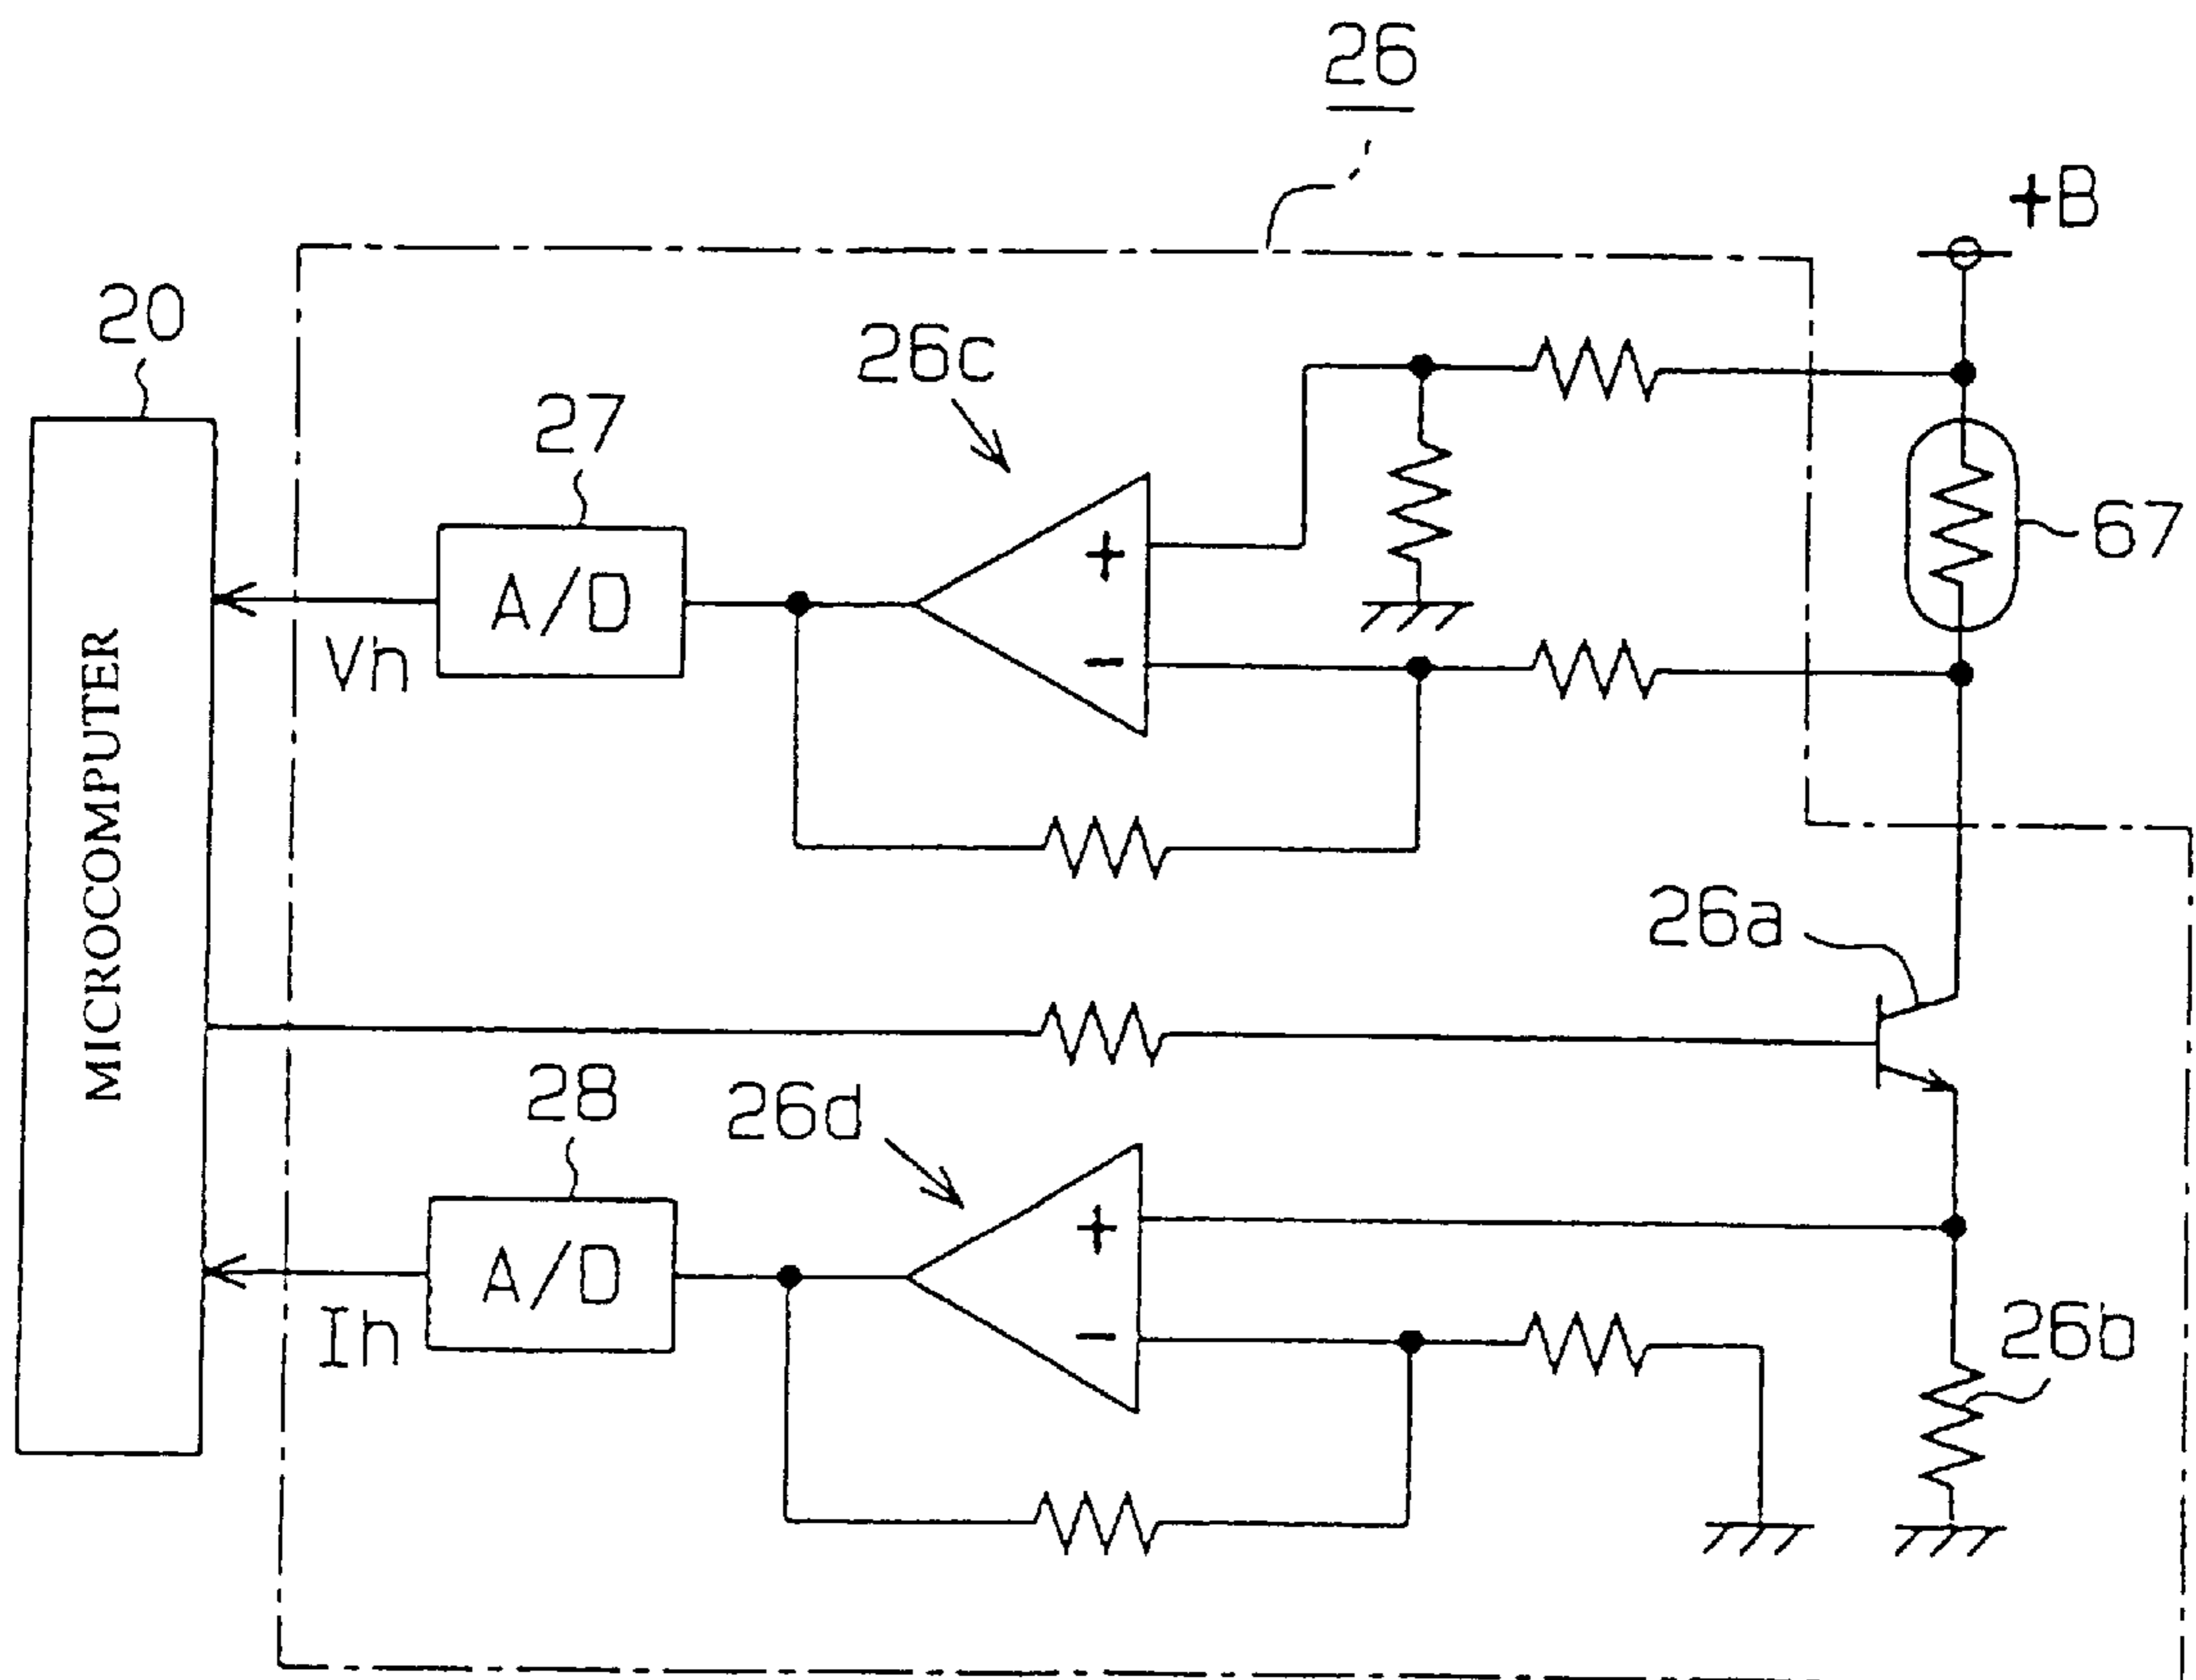 26
+B
20
26c
27
+
A/D
67
Vh
-
MICROCOMPUTER
26a
28
26d
+
A/D
26b
Ih
-